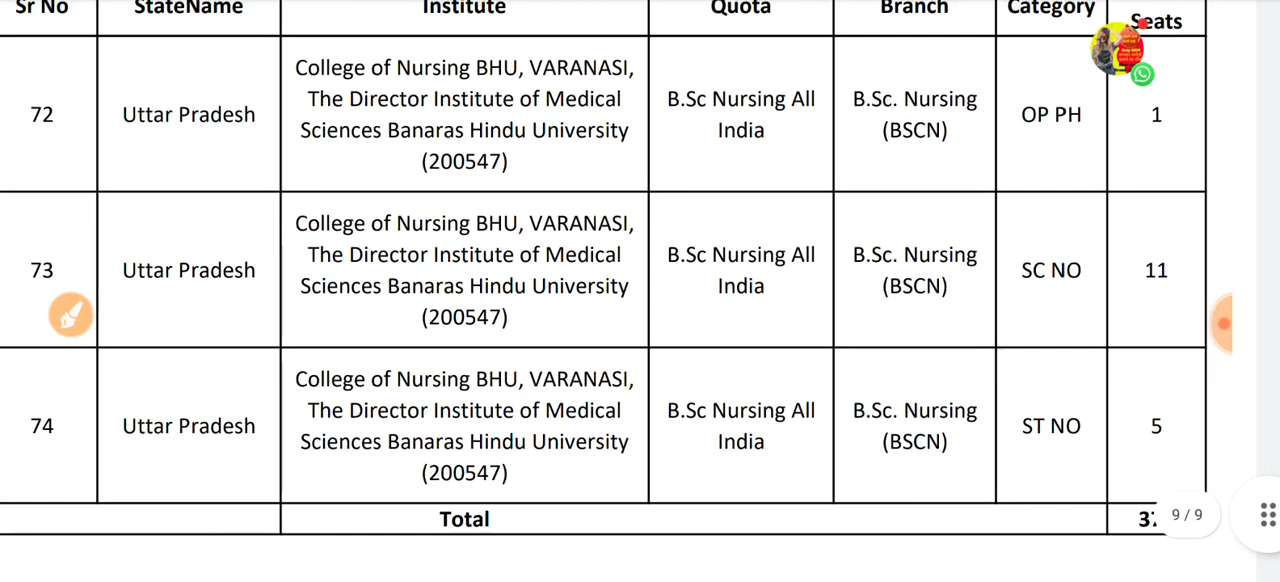 Sr No StateName Institute Quota Branch Category Seats
College of Nursing BHU, VARANASI,
The Director Institute of Medical
Sciences Banaras Hindu University
(200547)
72 Uttar Pradesh B.Sc Nursing All India B.Sc. Nursing (BSCN) OP PH 1
College of Nursing BHU, VARANASI,
The Director Institute of Medical
Sciences Banaras Hindu University
(200547)
73 Uttar Pradesh B.Sc Nursing All India B.Sc. Nursing (BSCN) SC NO 11
College of Nursing BHU, VARANASI,
The Director Institute of Medical
Sciences Banaras Hindu University
(200547)
74 Uttar Pradesh B.Sc Nursing All India B.Sc. Nursing (BSCN) ST NO 5
Total
9 / 9